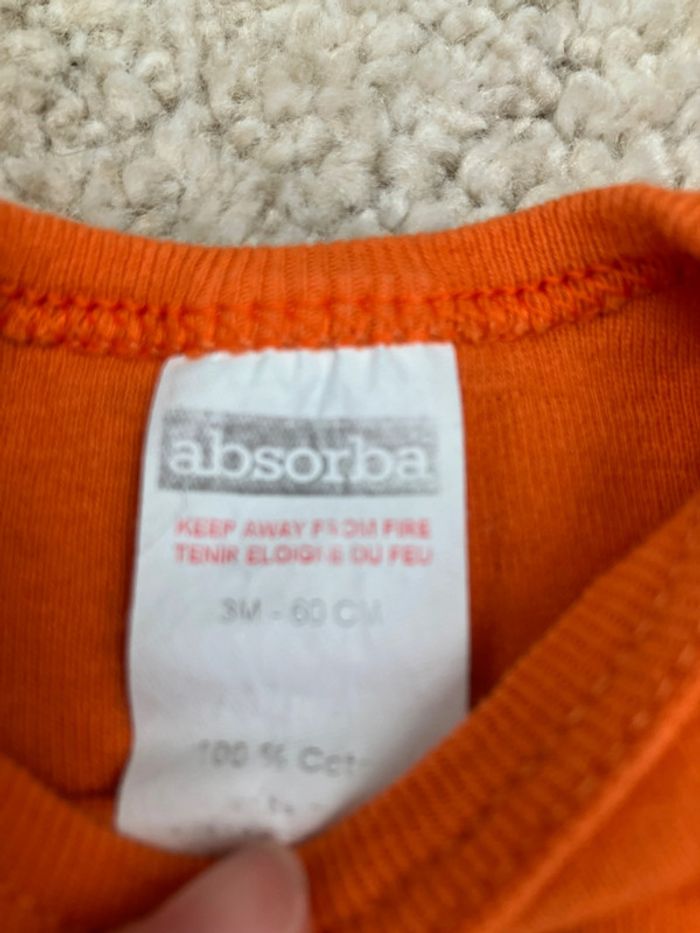 absorba
KEEP AWAY FROM FIRE
TENIR ELOIGNE DU FEU
3M - 60 CM
100 %